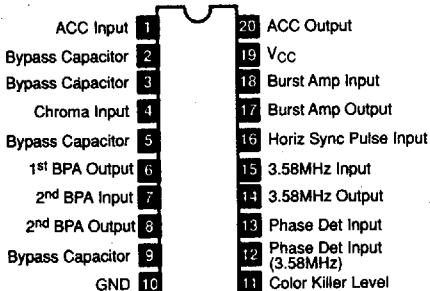 ACC Input 1
Bypass Capacitor 2
Bypass Capacitor 3
Chroma Input 4
Bypass Capacitor 5
1st BPA Output 6
2nd BPA Input 7
2nd BPA Output 8
Bypass Capacitor 9
GND 10
20 ACC Output
19 VCC
18 Burst Amp Input
17 Burst Amp Output
16 Horiz Sync Pulse Input
15 3.58MHz Input
14 3.58MHz Output
13 Phase Det Input
12 Phase Det Input
(3.58MHz)
11 Color Killer Level